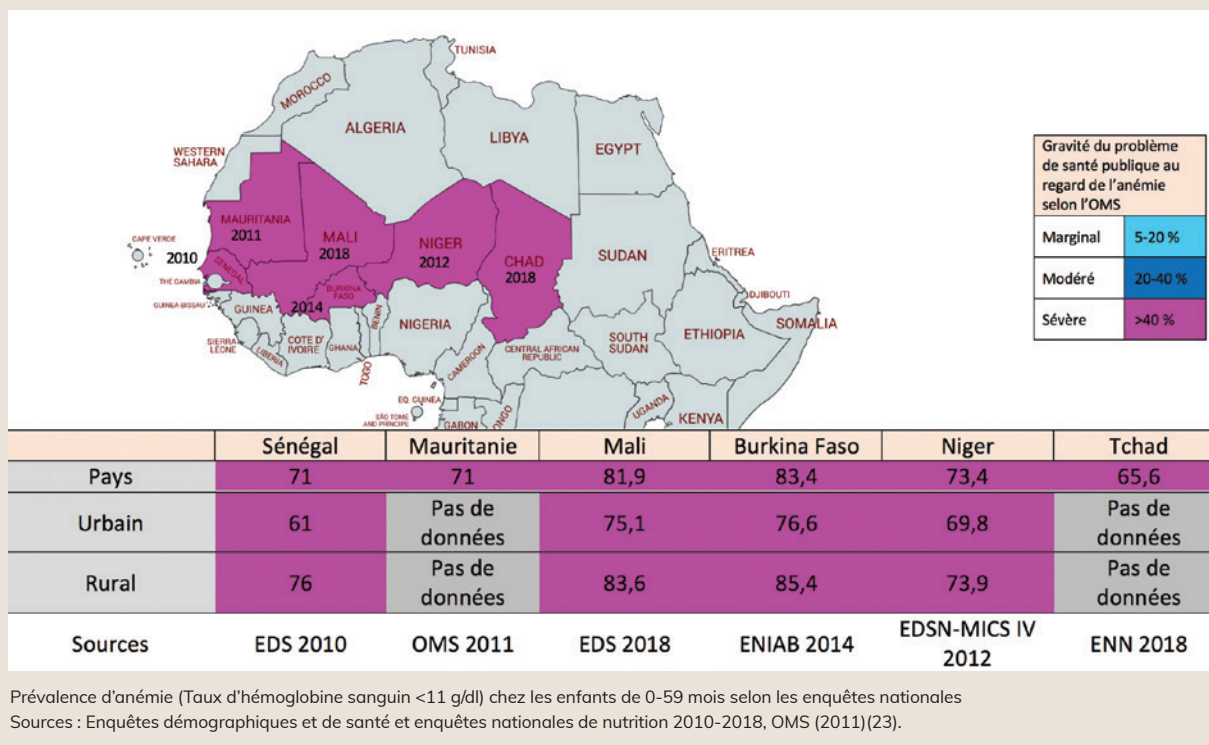 TUNISIA
MOROCCO
ALGERIA
LIBYA
EGYPT
WESTERN
SAHARA
MAURITANIA
2011
MALI
2018
NIGER
2012
CHAD
2018
SUDAN
ERITREA
CAPE VERDE
2010
SENEGAL
THE GAMBIA
GUINEA-BISSAU
GUINEA
2014
BURKINA
FASO
BENIN
NIGERIA
DJIBOUTI
SOMALIA
ETHIOPIA
SOUTH
SUDAN
SIERRA
LEONE
LIBERIA
COTE D'
IVOIRE
GHANA
TOGO
CAMEROON
CENTRAL AFRICAN
REPUBLIC
EQ. GUINEA
SÃO TOME
AND PRINCIPE
GABON
ONGO
UGANDA
KENYA
Gravité du problème
de santé publique au
regard de l'anémie
selon l'OMS
Marginal 5-20 %
Modéré 20-40 %
Sévère >40 %
Sénégal Mauritanie Mali Burkina Faso Niger Tchad
Pays 71 71 81,9 83,4 73,4 65,6
Urbain 61 Pas de données 75,1 76,6 69,8 Pas de données
Rural 76 Pas de données 83,6 85,4 73,9 Pas de données
Sources EDS 2010 OMS 2011 EDS 2018 ENIAB 2014 EDSN-MICS IV 2012 ENN 2018
Prévalence d'anémie (Taux d'hémoglobine sanguin <11 g/dl) chez les enfants de 0-59 mois selon les enquêtes nationales
Sources : Enquêtes démographiques et de santé et enquêtes nationales de nutrition 2010-2018, OMS (2011)(23).